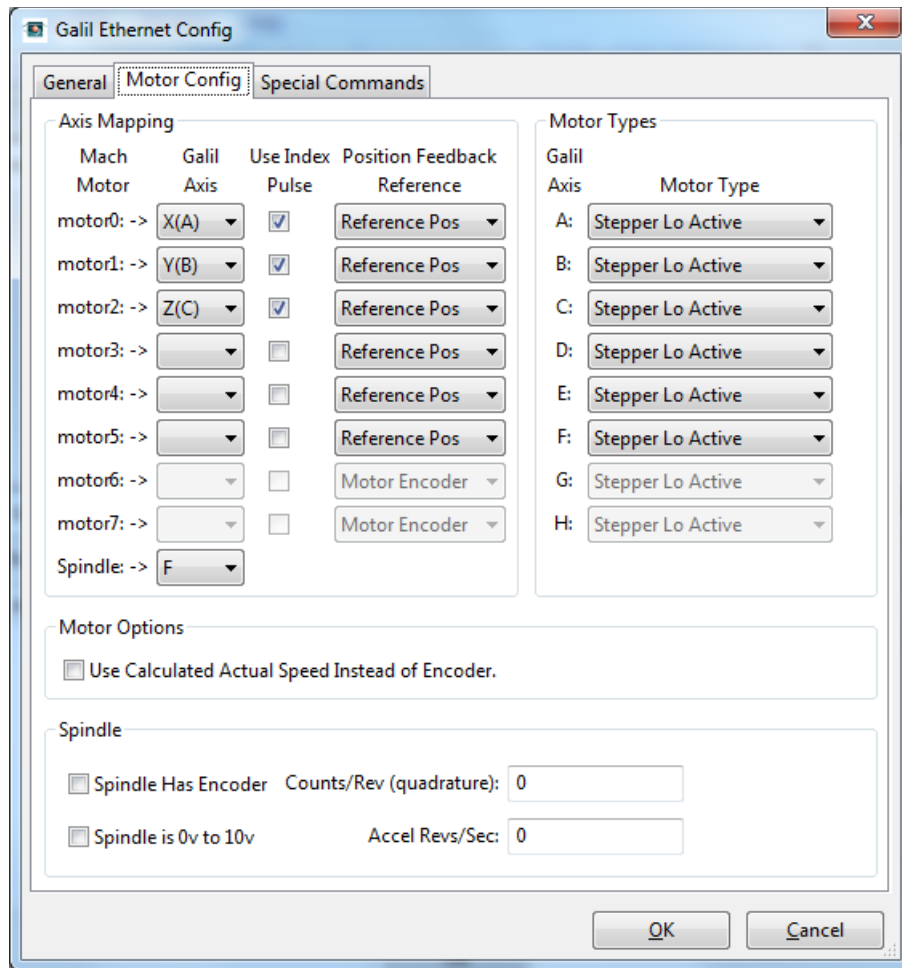 Galil Ethernet Config
General Motor Config Special Commands
Axis Mapping
Mach Galil Use Index Position Feedback
Motor Axis Pulse Reference
motor0: -> X(A) Reference Pos
motor1: -> Y(B) Reference Pos
motor2: -> Z(C) Reference Pos
motor3: -> Reference Pos
motor4: -> Reference Pos
motor5: -> Reference Pos
motor6: -> Motor Encoder
motor7: -> Motor Encoder
Spindle: -> F
Motor Types
Galil
Axis Motor Type
A: Stepper Lo Active
B: Stepper Lo Active
C: Stepper Lo Active
D: Stepper Lo Active
E: Stepper Lo Active
F: Stepper Lo Active
G: Stepper Lo Active
H: Stepper Lo Active
Motor Options
Use Calculated Actual Speed Instead of Encoder.
Spindle
Spindle Has Encoder Counts/Rev (quadrature): 0
Spindle is 0v to 10v Accel Revs/Sec: 0
OK Cancel